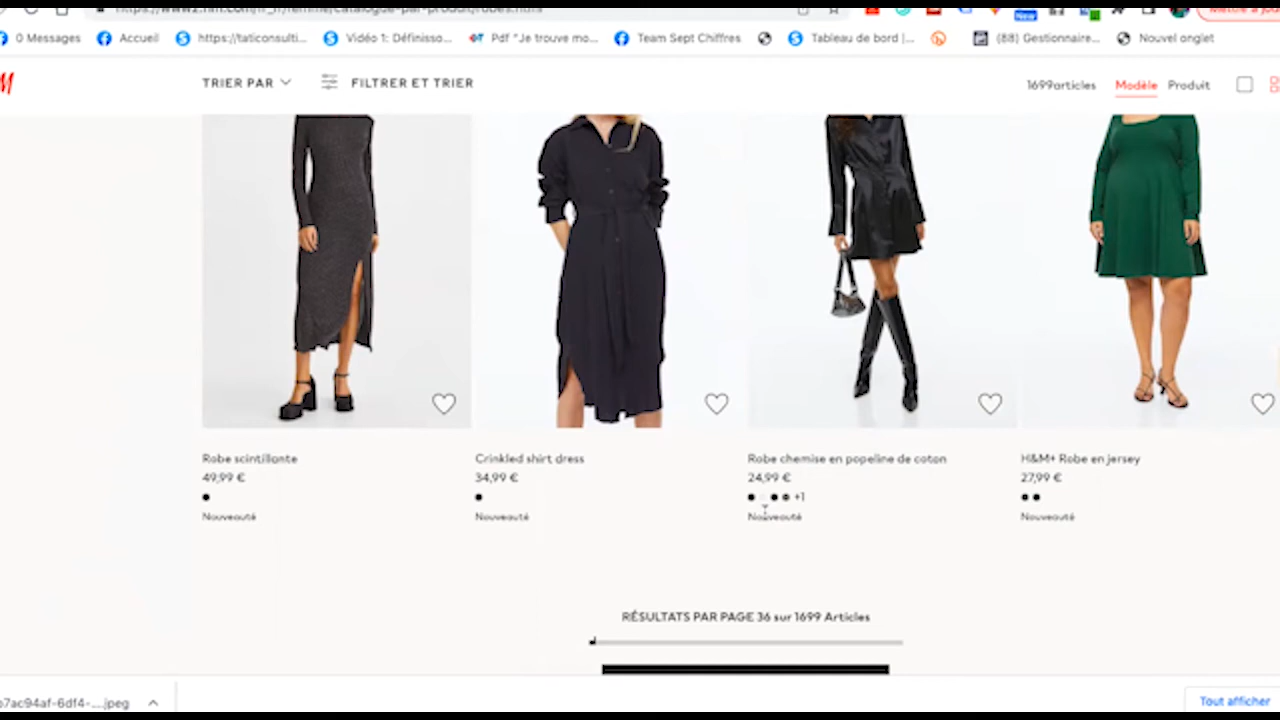 0 Messages Accueil https://taticonsulti... Vidéo 1: Définisso... Pdf "Je trouve mo... Team Sept Chiffres Tableau de bord |... (88) Gestionnaire... Nouvel onglet
TRIER PAR FILTRER ET TRIER 1699articles Modèle Produit
Robe scintillante
49,99 €
Nouveauté
Crinkled shirt dress
34,99 €
Nouveauté
Robe chemise en popeline de coton
24,99 €
+1
Nouveauté
H&M+ Robe en jersey
27,99 €
Nouveauté
RÉSULTATS PAR PAGE 36 sur 1699 Articles
b7ac94af-6df4-....jpeg
Tout afficher